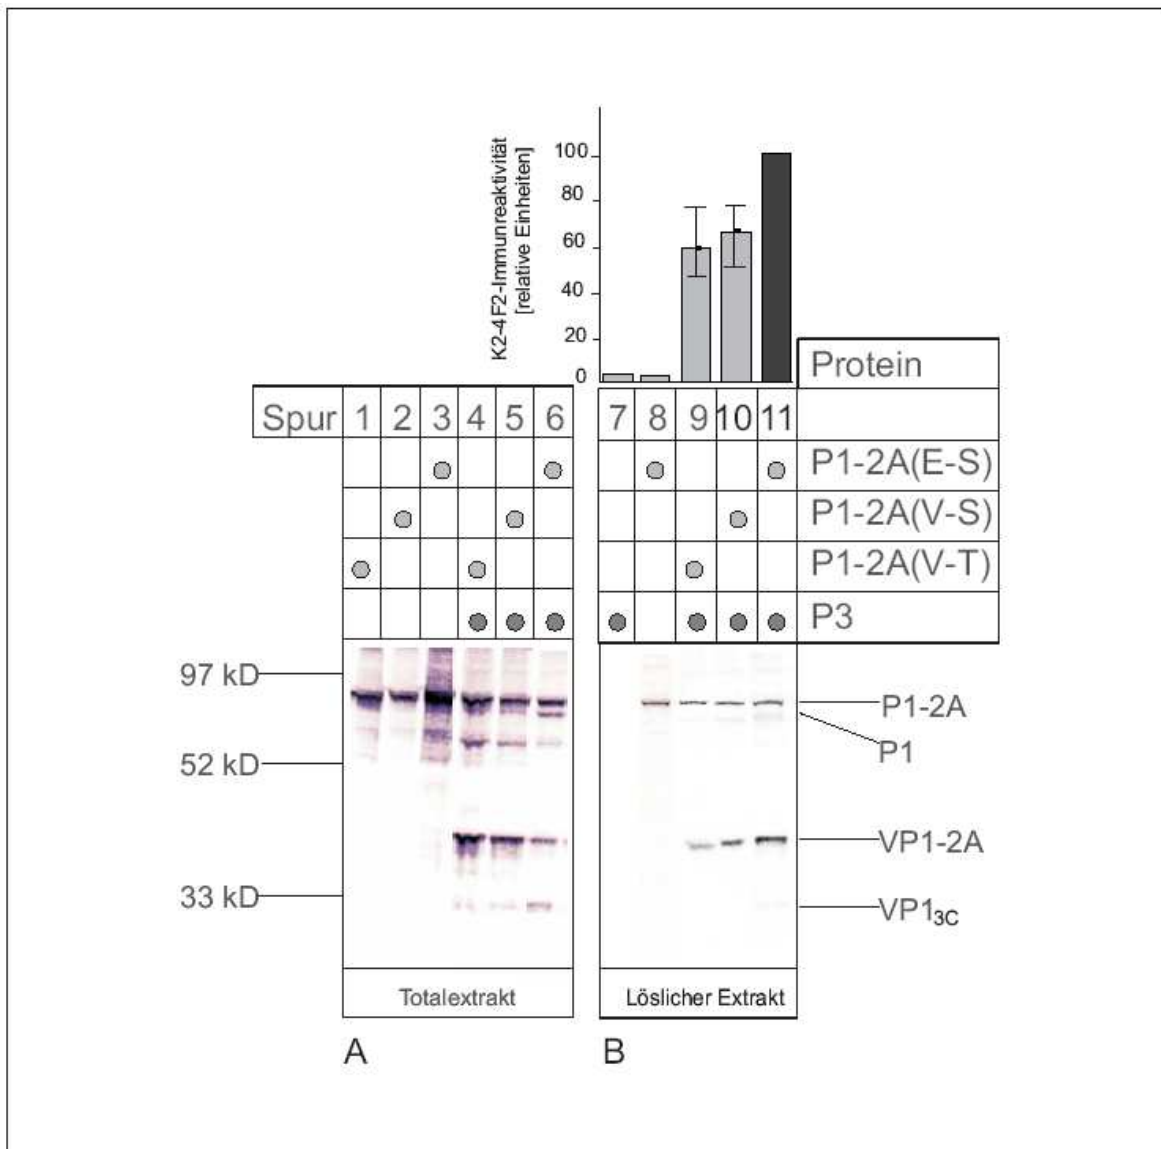 K2-4F2-Immunreaktivität
[relative Einheiten]
100
80
60
40
20
0
Protein
Spur 1 2 3 4 5 6 7 8 9 10 11
P1-2A(E-S)
P1-2A(V-S)
P1-2A(V-T)
P3
97 kD
52 kD
33 kD
P1-2A
P1
VP1-2A
VP13C
Totalextrakt
Löslicher Extrakt
A
B